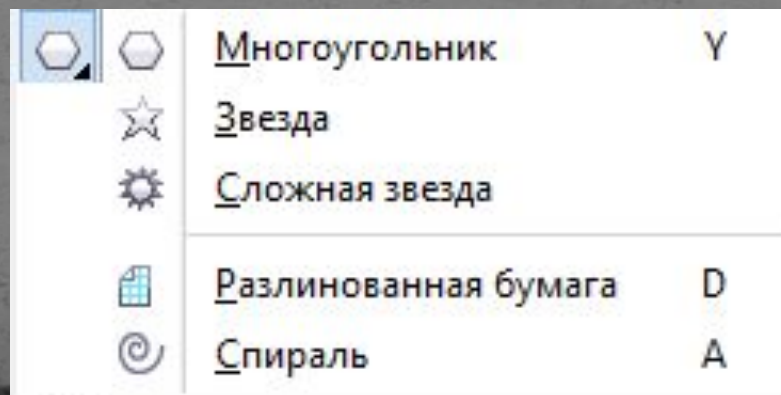 Многоугольник Y
Звезда
Сложная звезда
Разлинованная бумага D
Спираль A